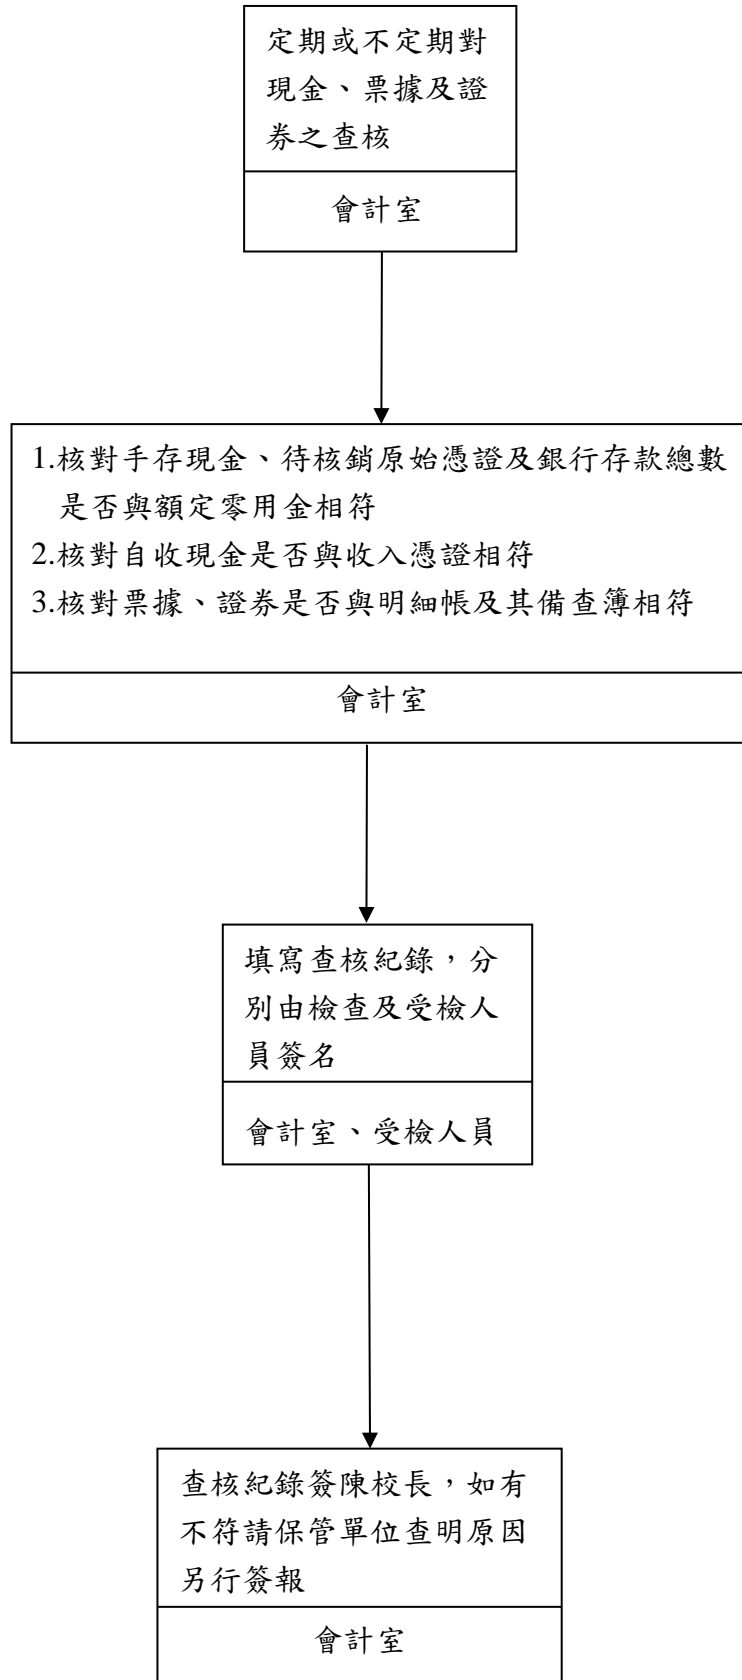 定期或不定期對
現金、票據及證
券之查核
會計室
1.核對手存現金、待核銷原始憑證及銀行存款總數
是否與額定零用金相符
2.核對自收現金是否與收入憑證相符
3.核對票據、證券是否與明細帳及其備查簿相符
會計室
填寫查核紀錄，分
別由檢查及受檢人
員簽名
會計室、受檢人員
查核紀錄簽陳校長，如有
不符請保管單位查明原因
另行簽報
會計室